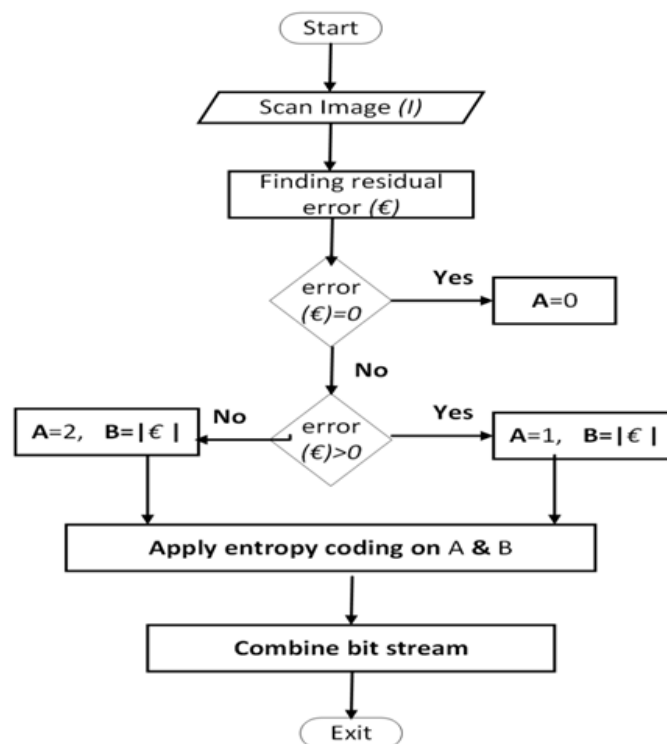 Start
Scan Image (I)
Finding residual
error (€)
error
(€)=0
Yes
A=0
No
error
(€)>0
No
A=2, B=|€ |
Yes
A=1, B=|€ |
Apply entropy coding on A & B
Combine bit stream
Exit